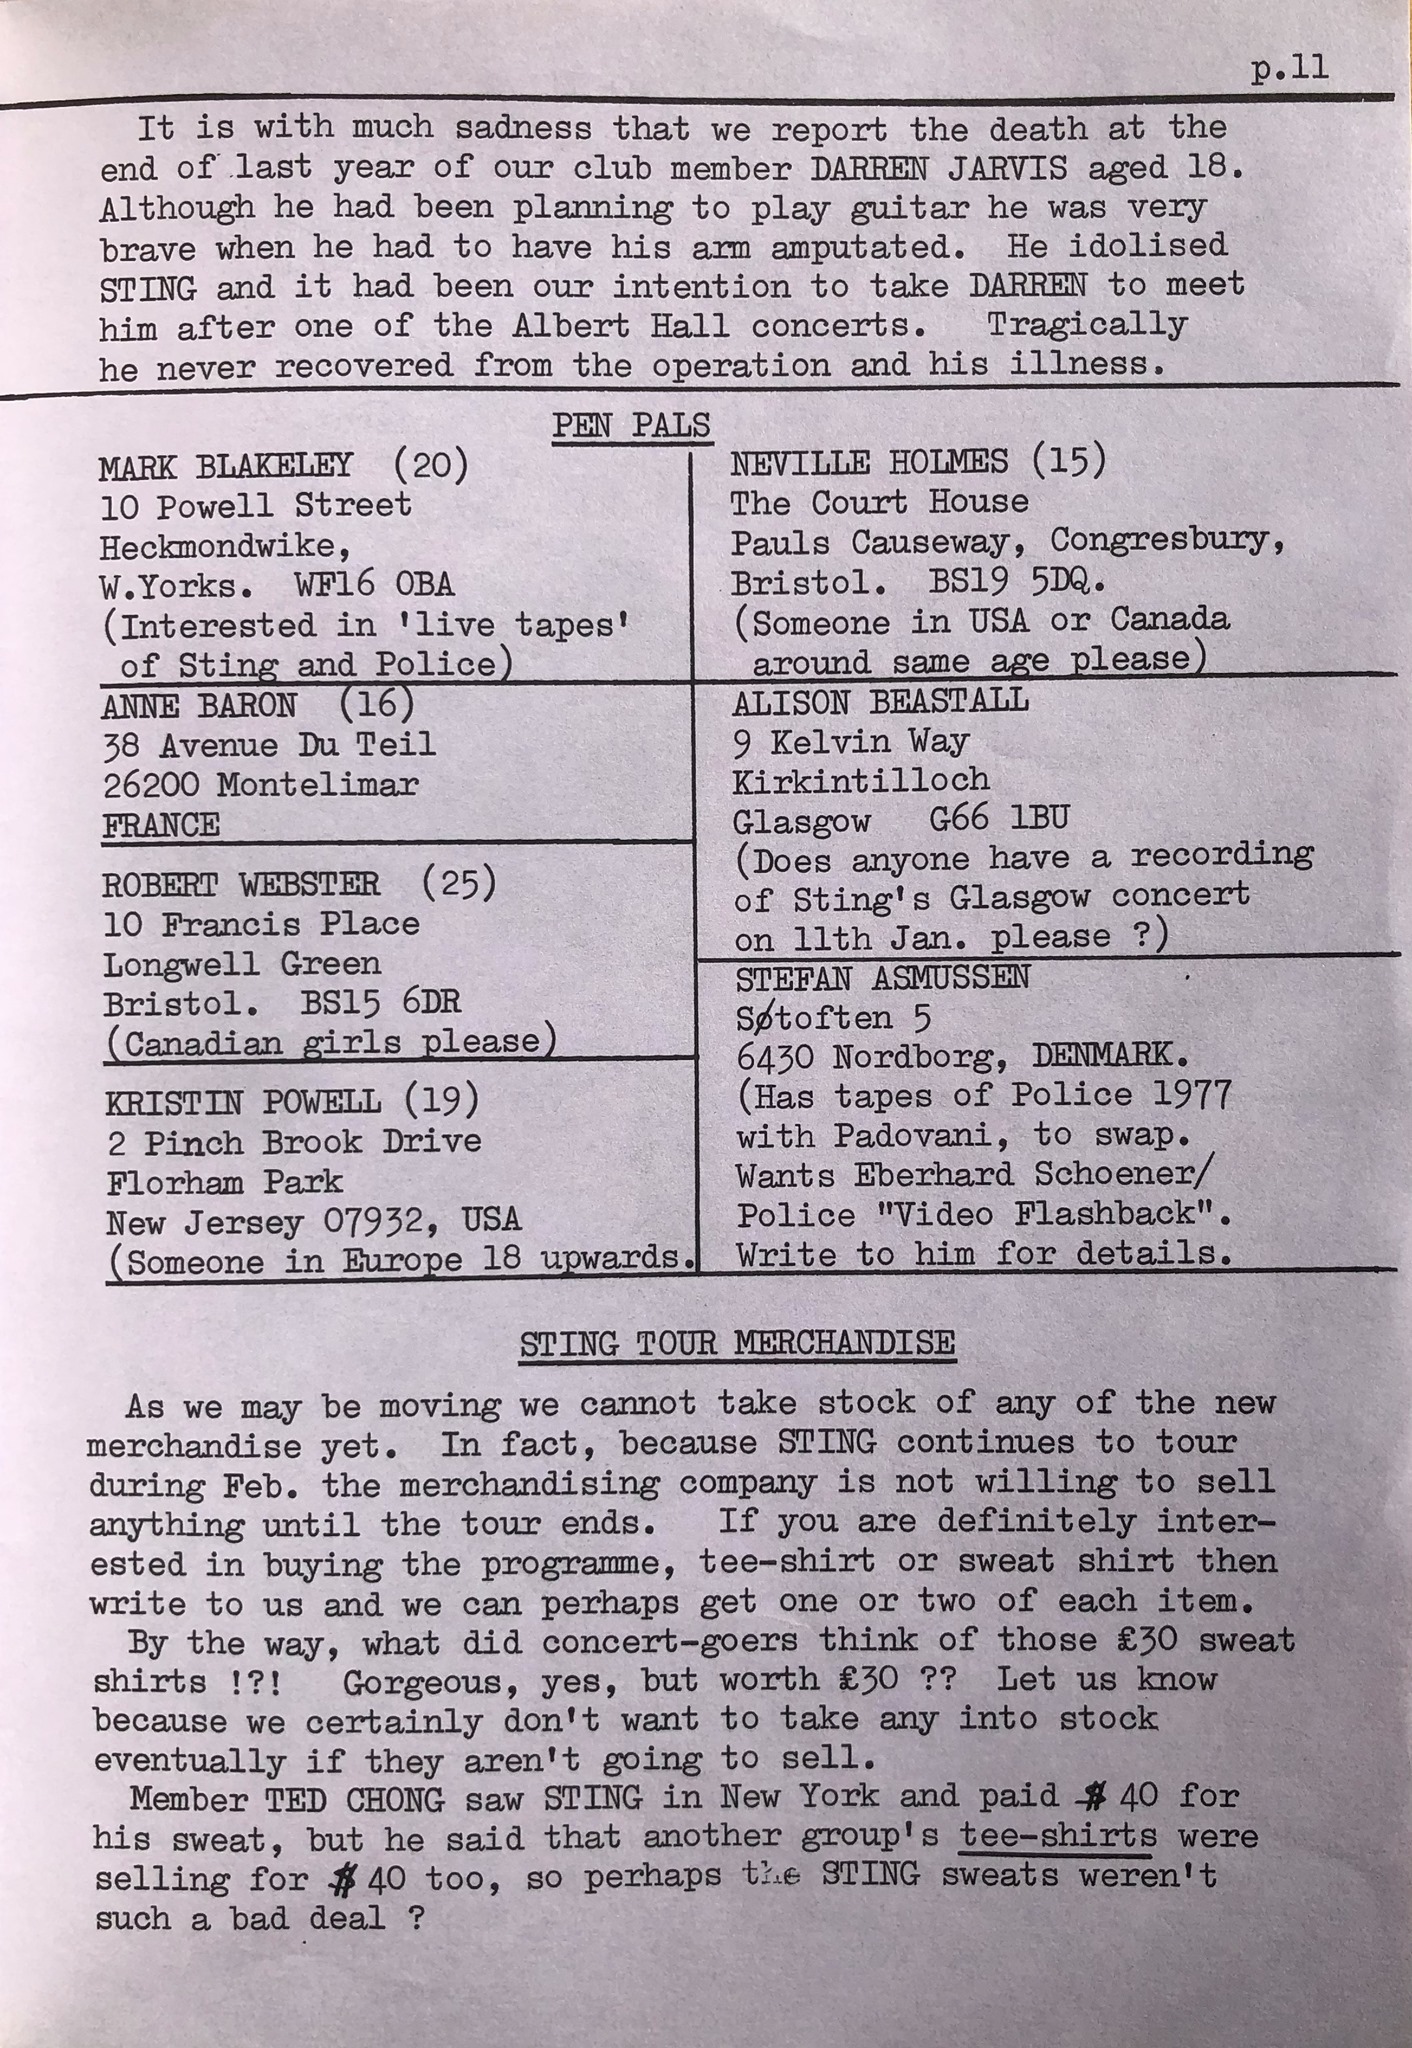 p.11
It is with much sadness that we report the death at the
end of last year of our club member DARREN JARVIS aged 18.
Although he had been planning to play guitar he was very
brave when he had to have his arm amputated. He idolised
STING and it had been our intention to take DARREN to meet
him after one of the Albert Hall concerts. Tragically
he never recovered from the operation and his illness.
PEN PALS
MARK BLAKELEY (20)
10 Powell Street
Heckmondwike,
W.Yorks. WF16 OBA
(Interested in 'live tapes'
of Sting and Police)
ANNE BARON (16)
38 Avenue Du Teil
26200 Montelimar
FRANCE
ROBERT WEBSTER (25)
10 Francis Place
Longwell Green
Bristol. BS15 6DR
(Canadian girls please)
KRISTIN POWELL (19)
2 Pinch Brook Drive
Florham Park
New Jersey 07932, USA
(Someone in Europe 18 upwards.
NEVILLE HOLMES (15)
The Court House
Pauls Causeway, Congresbury,
Bristol. BS19 5DQ.
(Someone in USA or Canada
around same age please)
ALISON BEASTALL
9 Kelvin Way
Kirkintilloch
Glasgow G66 1BU
(Does anyone have a recording
of Sting's Glasgow concert
on 11th Jan. please ?)
STEFAN ASMUSSEN
Søtoften 5
6430 Nordborg, DENMARK.
(Has tapes of Police 1977
with Padovani, to swap.
Wants Eberhard Schoener/
Police "Video Flashback".
Write to him for details.
STING TOUR MERCHANDISE
As we may be moving we cannot take stock of any of the new
merchandise yet. In fact, because STING continues to tour
during Feb. the merchandising company is not willing to sell
anything until the tour ends. If you are definitely inter-
ested in buying the programme, tee-shirt or sweat shirt then
write to us and we can perhaps get one or two of each item.
By the way, what did concert-goers think of those £30 sweat
shirts !?! Gorgeous, yes, but worth £30 ?? Let us know
because we certainly don't want to take any into stock
eventually if they aren't going to sell.
Member TED CHONG saw STING in New York and paid $ 40 for
his sweat, but he said that another group's tee-shirts were
selling for $ 40 too, so perhaps the STING sweats weren't
such a bad deal ?